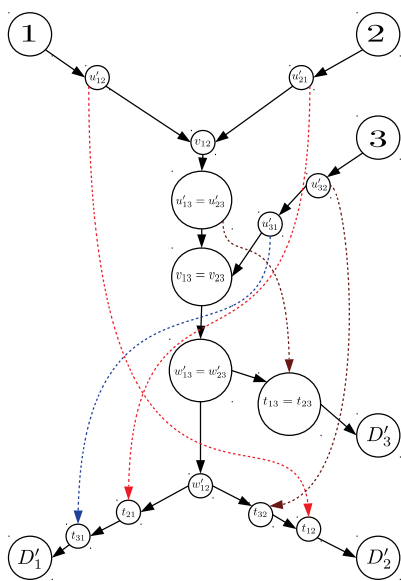 1 2
u′₁₂ u′₂₁
v₁₂ 3
u′₃₂
u′₁₃ = u′₂₃
u′₃₁
v₁₃ = v₂₃
w′₁₃ = w′₂₃
t₁₃ = t₂₃
D′₃
w′₁₂
t₂₁ t₃₂
t₃₁ t₁₂
D′₁ D′₂